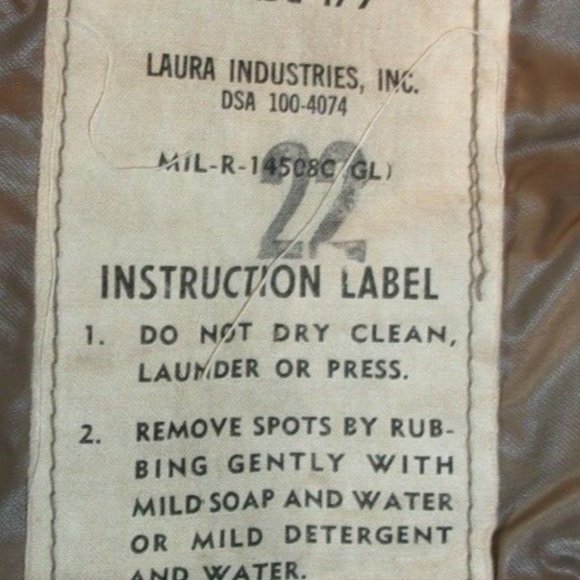 LAURA INDUSTRIES, INC.
DSA 100-4074
MIL-R-14508C (GL)
22
INSTRUCTION LABEL
1. DO NOT DRY CLEAN,
LAUNDER OR PRESS.
2. REMOVE SPOTS BY RUB-
BING GENTLY WITH
MILD SOAP AND WATER
OR MILD DETERGENT
AND WATER.